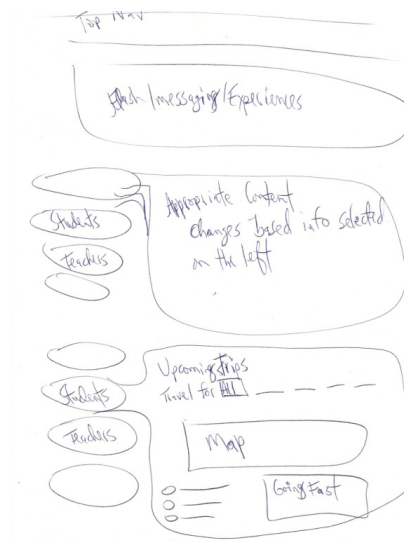 Top Nav
Flash/messaging/Experiences
Appropriate Content
Changes based info selected
on the left
Students
Teachers
Upcoming Trips
Travel for ALL
Students
Teachers
Map
Going Fast